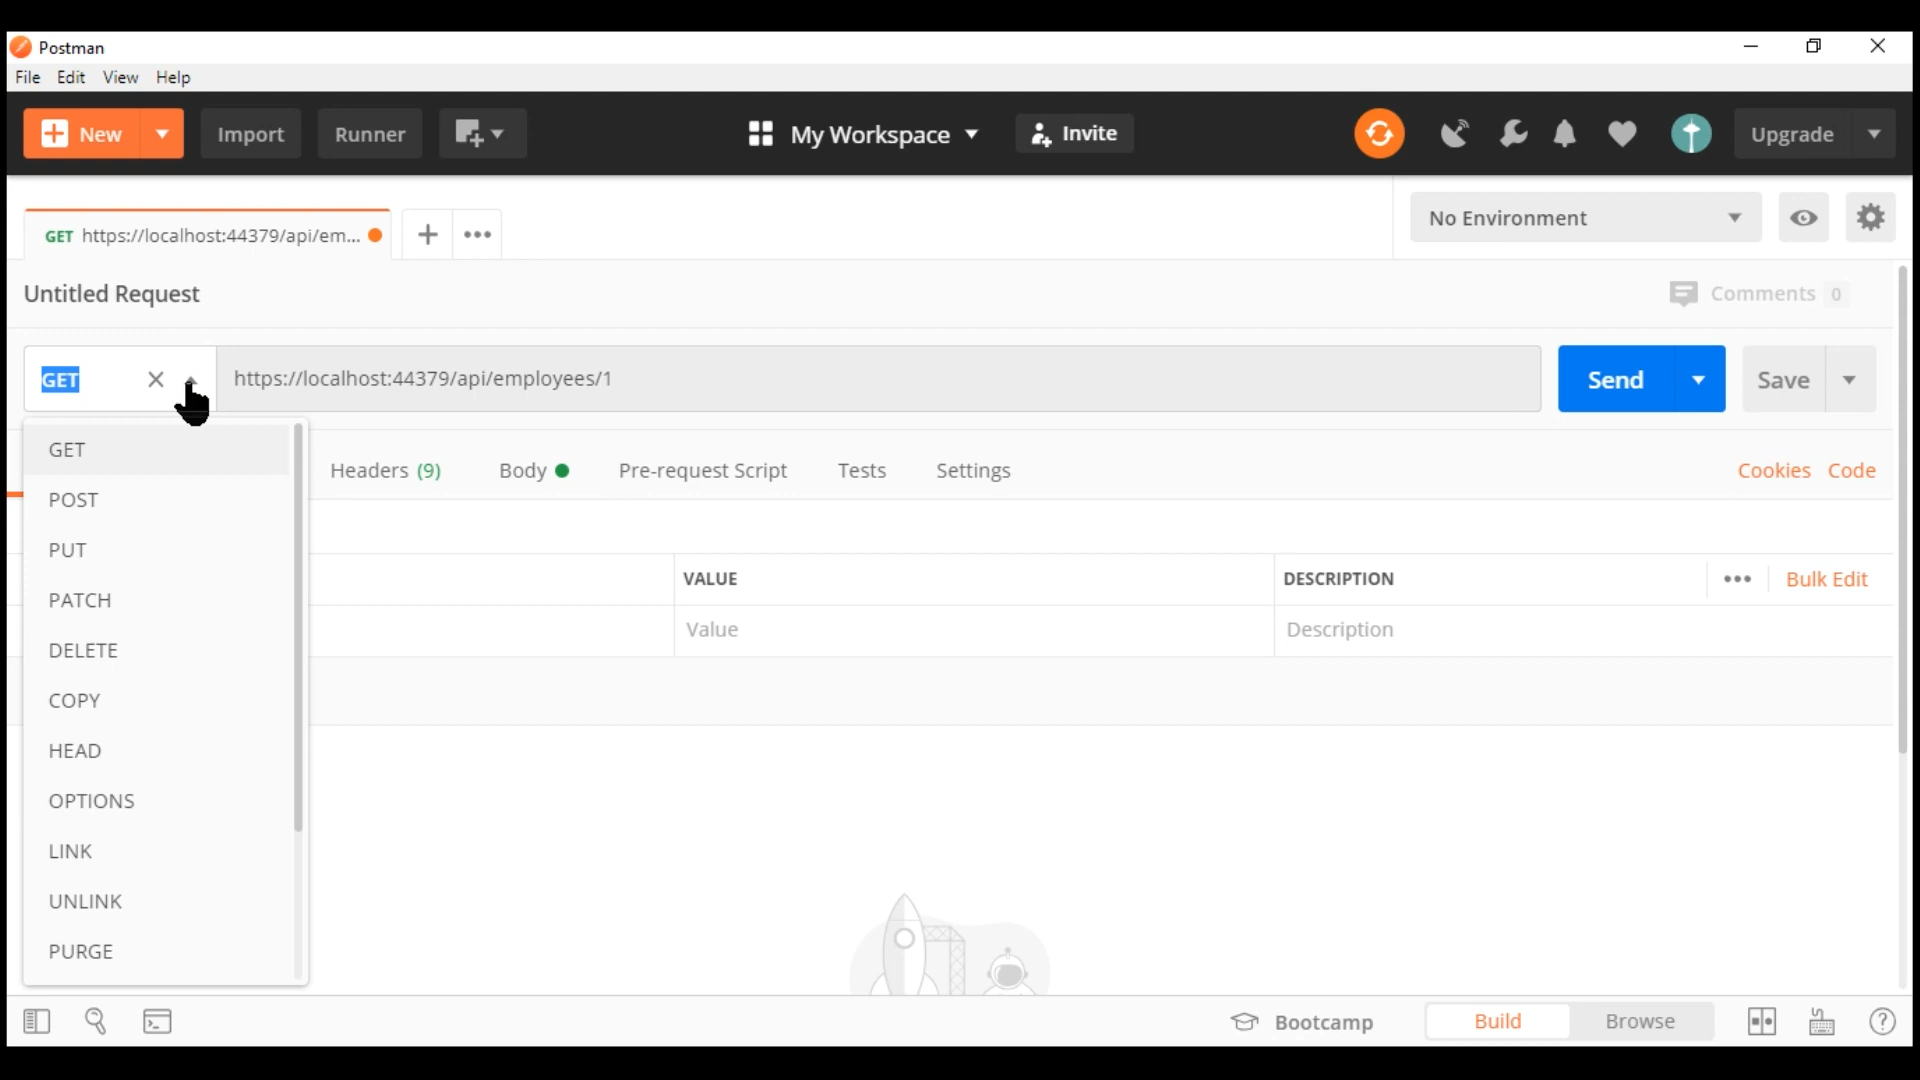 Postman
File Edit View Help
New Import Runner My Workspace Invite Upgrade
GET https://localhost:44379/api/em... No Environment
Untitled Request Comments 0
GET https://localhost:44379/api/employees/1 Send Save
GET
Headers (9) Body Pre-request Script Tests Settings Cookies Code
POST
PUT
VALUE DESCRIPTION Bulk Edit
PATCH
Value Description
DELETE
COPY
HEAD
OPTIONS
LINK
UNLINK
PURGE
Bootcamp Build Browse